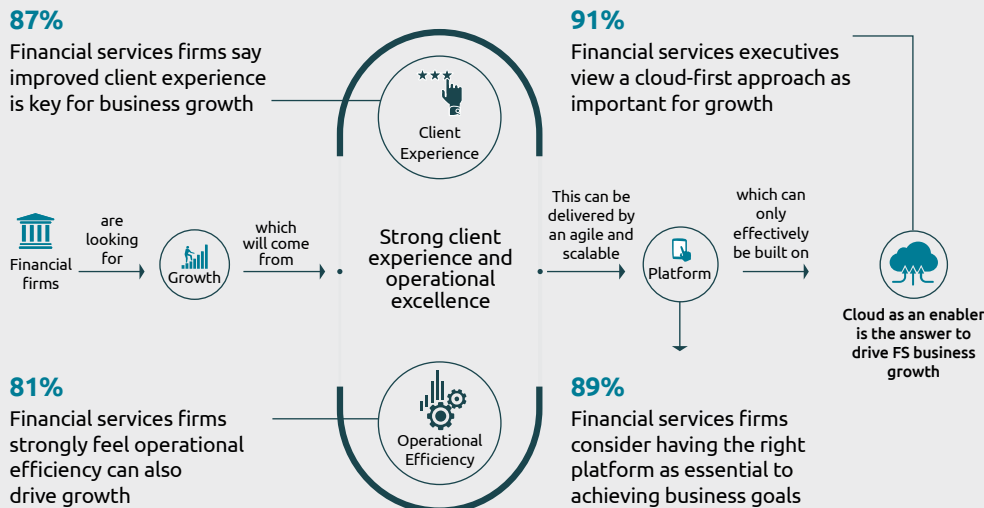 87%
Financial services firms say
improved client experience
is key for business growth
Client
Experience
91%
Financial services executives
view a cloud-first approach as
important for growth
Financial
firms
are
looking
for
Growth
which
will come
from
Strong client
experience and
operational
excellence
This can be
delivered by
an agile and
scalable
Platform
which can
only
effectively
be built on
Cloud as an enabler
is the answer to
drive FS business
growth
81%
Financial services firms
strongly feel operational
efficiency can also
drive growth
Operational
Efficiency
89%
Financial services firms
consider having the right
platform as essential to
achieving business goals